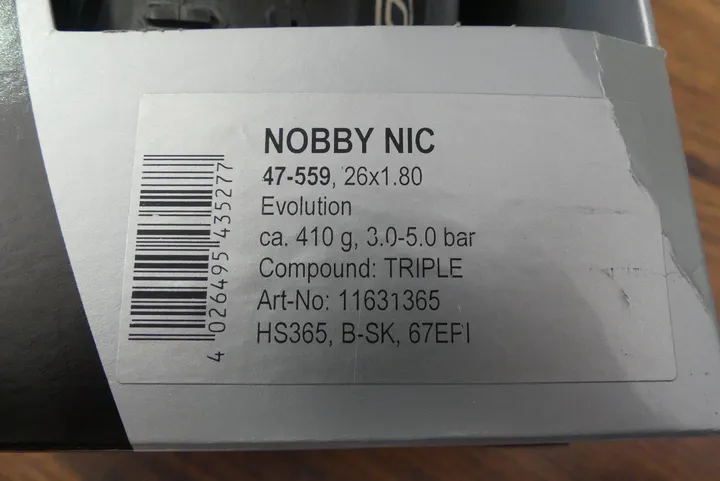 NOBBY NIC
47-559, 26x1.80
Evolution
ca. 410 g, 3.0-5.0 bar
Compound: TRIPLE
Art-No: 11631365
HS365, B-SK, 67EPI
4 026495 435277